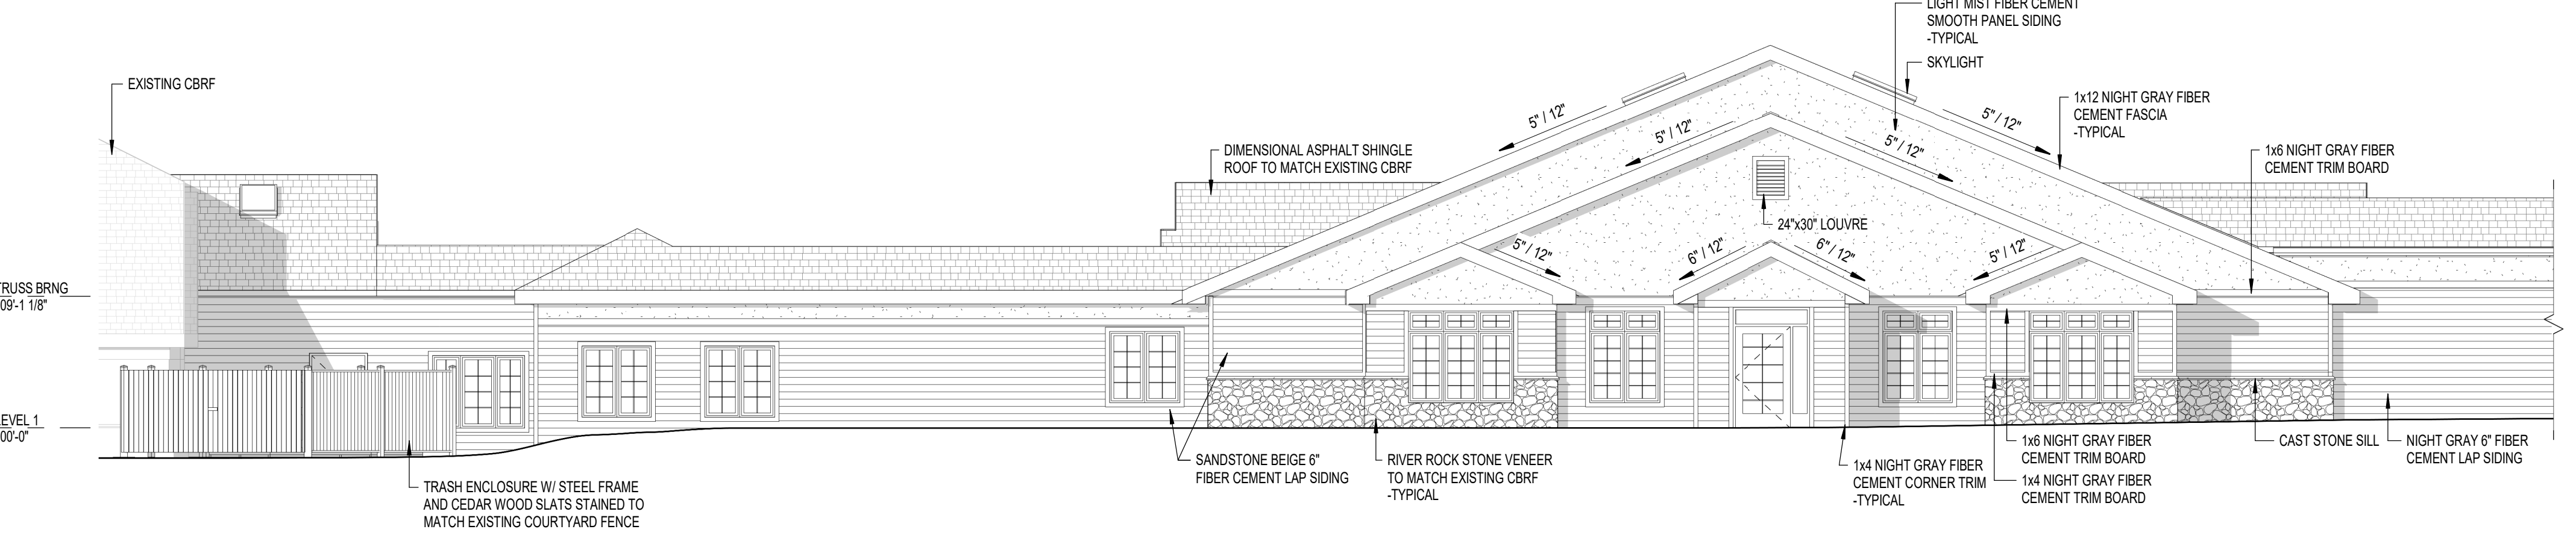 LIGHT MIST FIBER CEMENT
SMOOTH PANEL SIDING
-TYPICAL
SKYLIGHT
EXISTING CBRF
1x12 NIGHT GRAY FIBER
CEMENT FASCIA
-TYPICAL
5" / 12"
5" / 12"
5" / 12"
5" / 12"
DIMENSIONAL ASPHALT SHINGLE
ROOF TO MATCH EXISTING CBRF
1x6 NIGHT GRAY FIBER
CEMENT TRIM BOARD
24"x30" LOUVRE
5" / 12"
6" / 12"
6" / 12"
5" / 12"
TRUSS BRNG
09'-1 1/8"
EVEL 1
00'-0"
SANDSTONE BEIGE 6"
FIBER CEMENT LAP SIDING
RIVER ROCK STONE VENEER
TO MATCH EXISTING CBRF
-TYPICAL
1x4 NIGHT GRAY FIBER
CEMENT CORNER TRIM
-TYPICAL
1x6 NIGHT GRAY FIBER
CEMENT TRIM BOARD
1x4 NIGHT GRAY FIBER
CEMENT TRIM BOARD
CAST STONE SILL
NIGHT GRAY 6" FIBER
CEMENT LAP SIDING
TRASH ENCLOSURE W/ STEEL FRAME
AND CEDAR WOOD SLATS STAINED TO
MATCH EXISTING COURTYARD FENCE